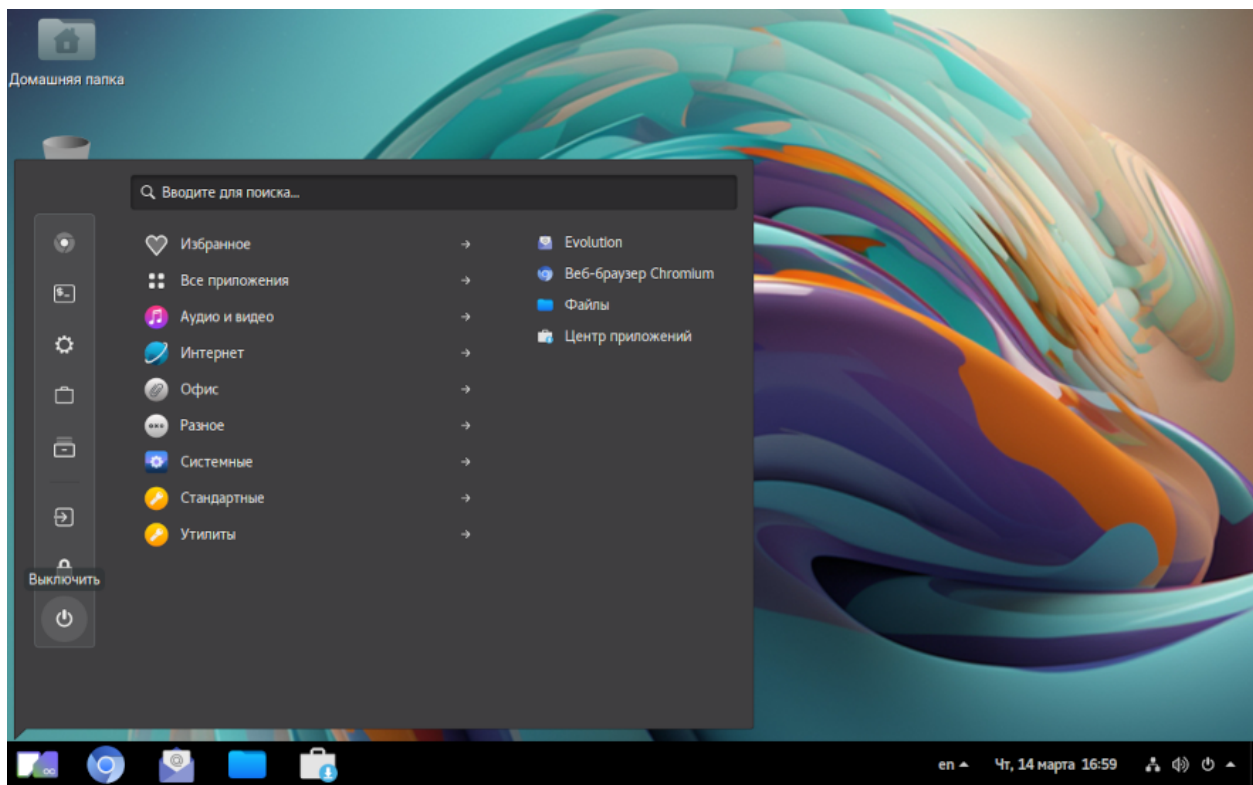 Домашняя папка
Вводите для поиска...
Избранное
Все приложения
Аудио и видео
Интернет
Офис
Разное
Системные
Стандартные
Утилиты
Evolution
Веб-браузер Chromium
Файлы
Центр приложений
Выключить
en
Чт, 14 марта 16:59